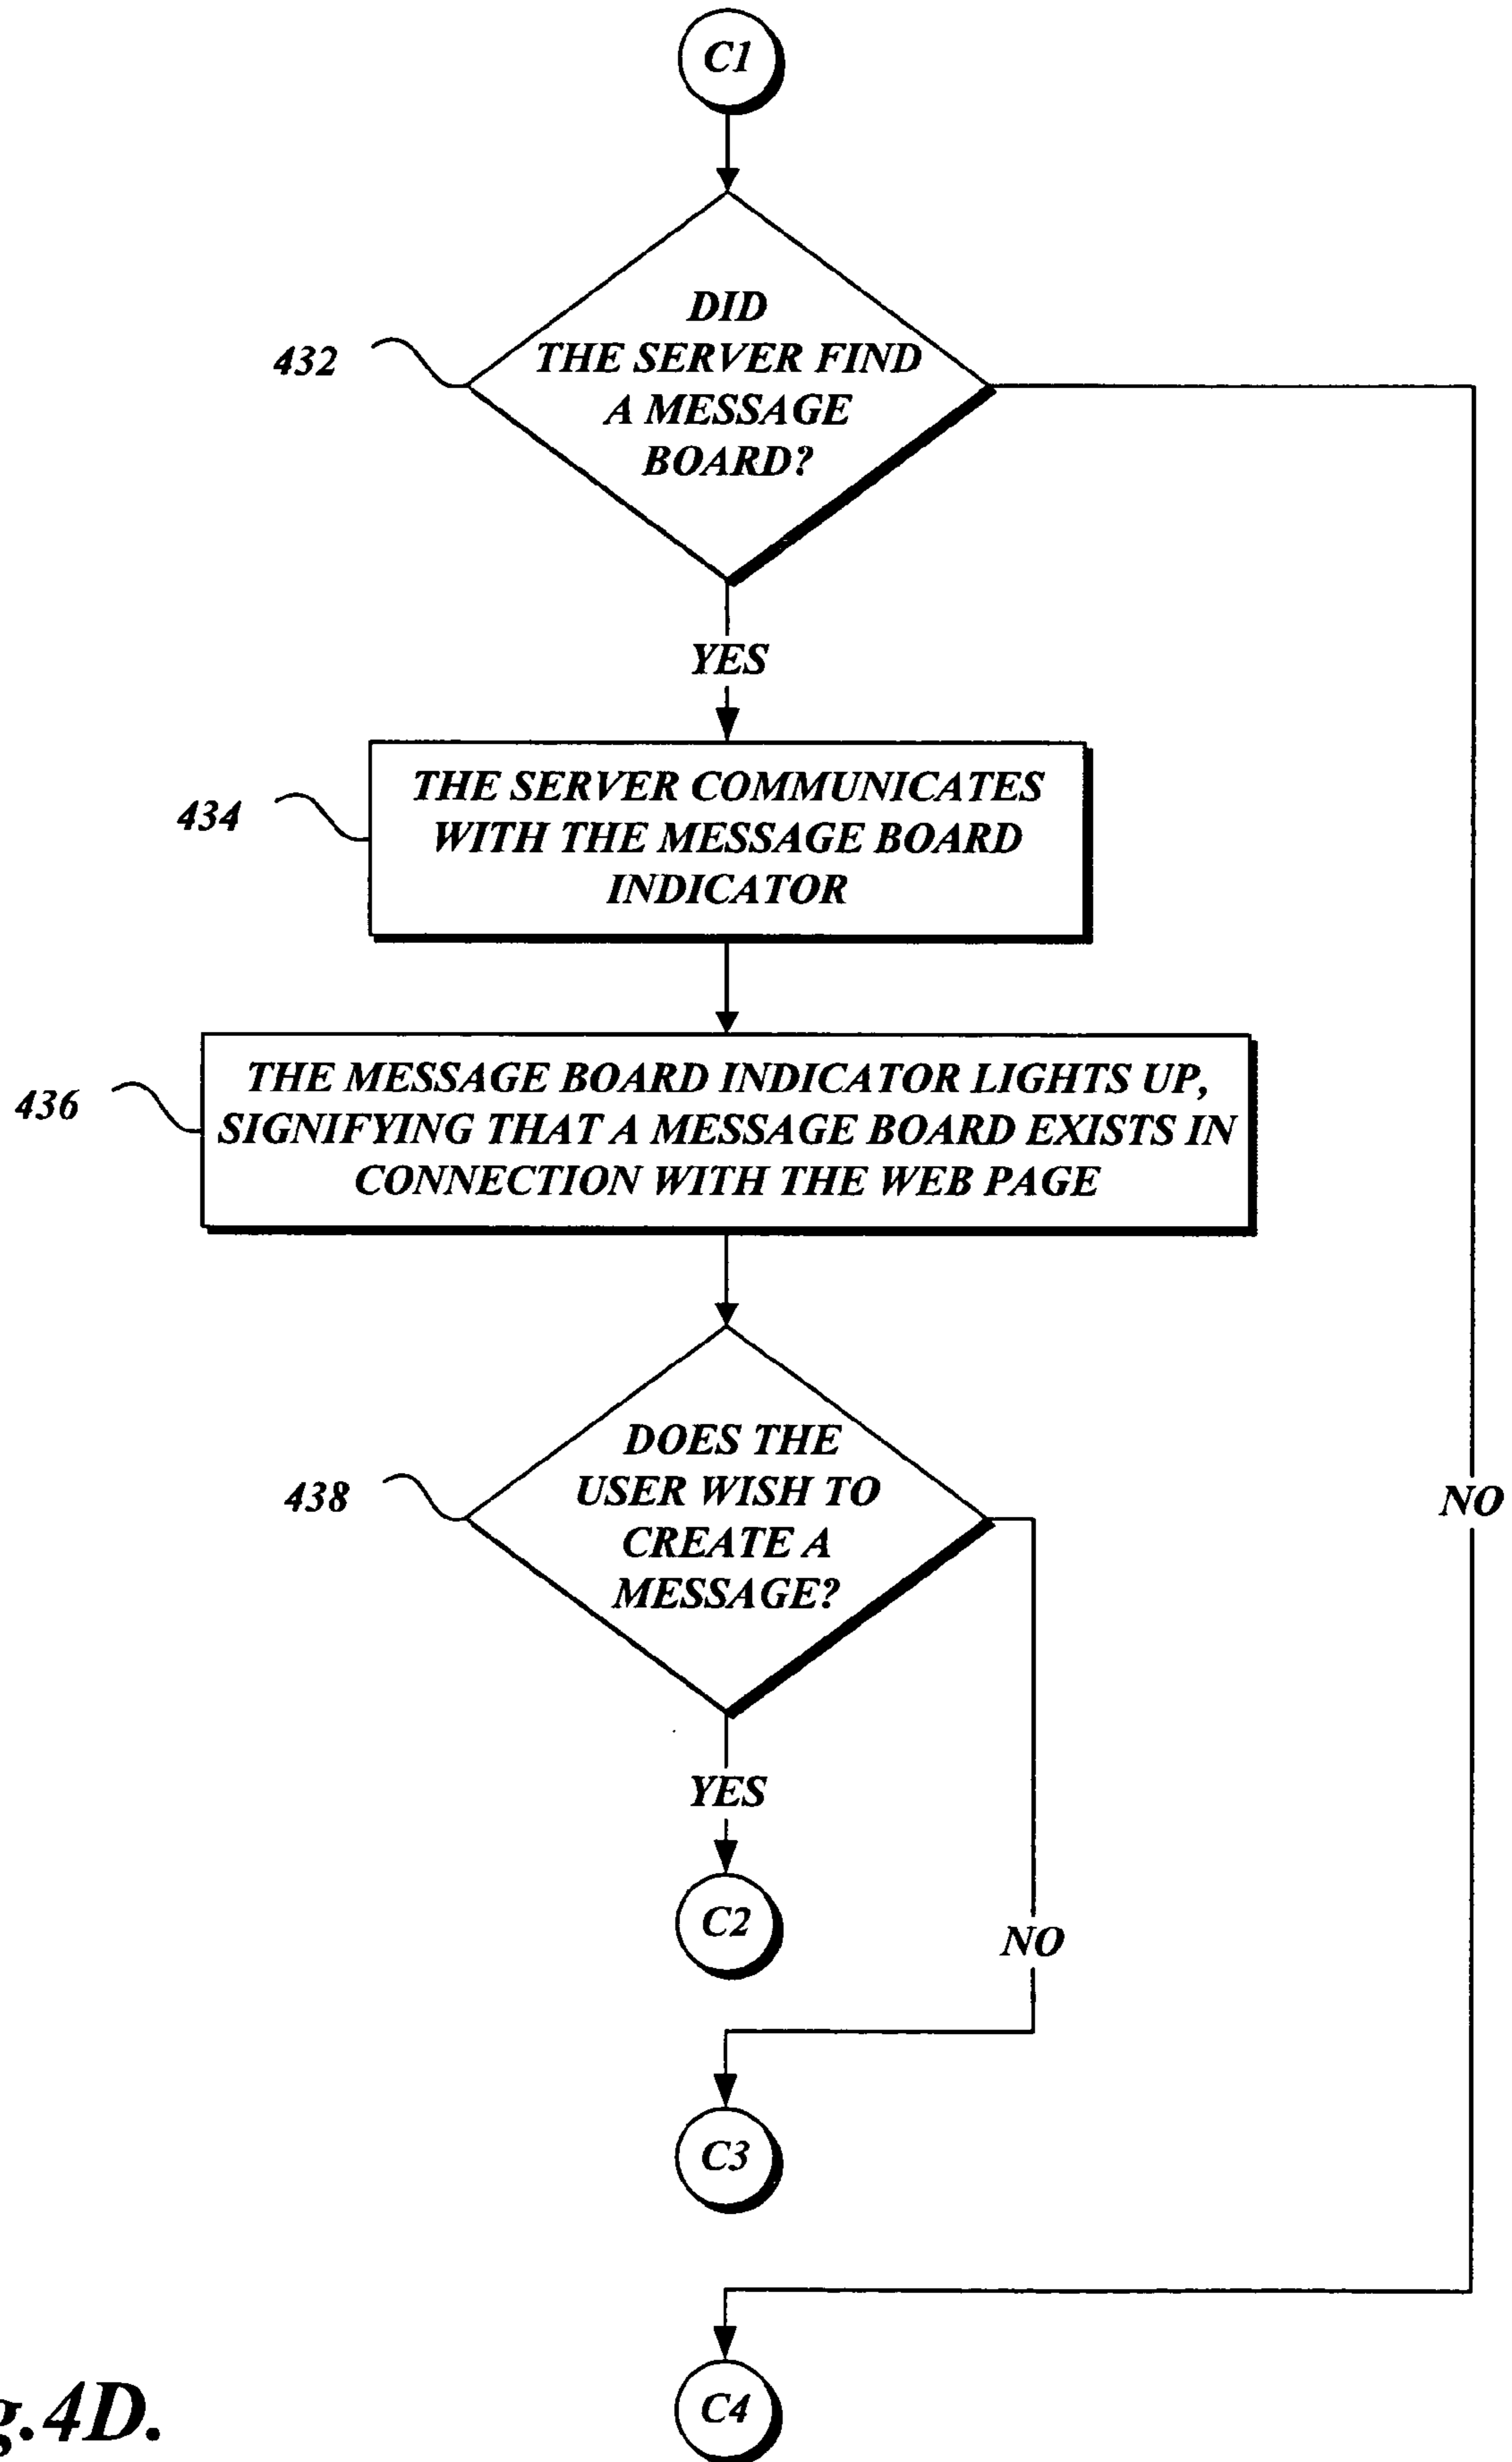 C1
DID
THE SERVER FIND
A MESSAGE
BOARD?
432
YES
THE SERVER COMMUNICATES
WITH THE MESSAGE BOARD
INDICATOR
434
THE MESSAGE BOARD INDICATOR LIGHTS UP,
SIGNIFYING THAT A MESSAGE BOARD EXISTS IN
CONNECTION WITH THE WEB PAGE
436
DOES THE
USER WISH TO
CREATE A
MESSAGE?
438
NO
YES
C2
NO
C3
C4
g.4D.